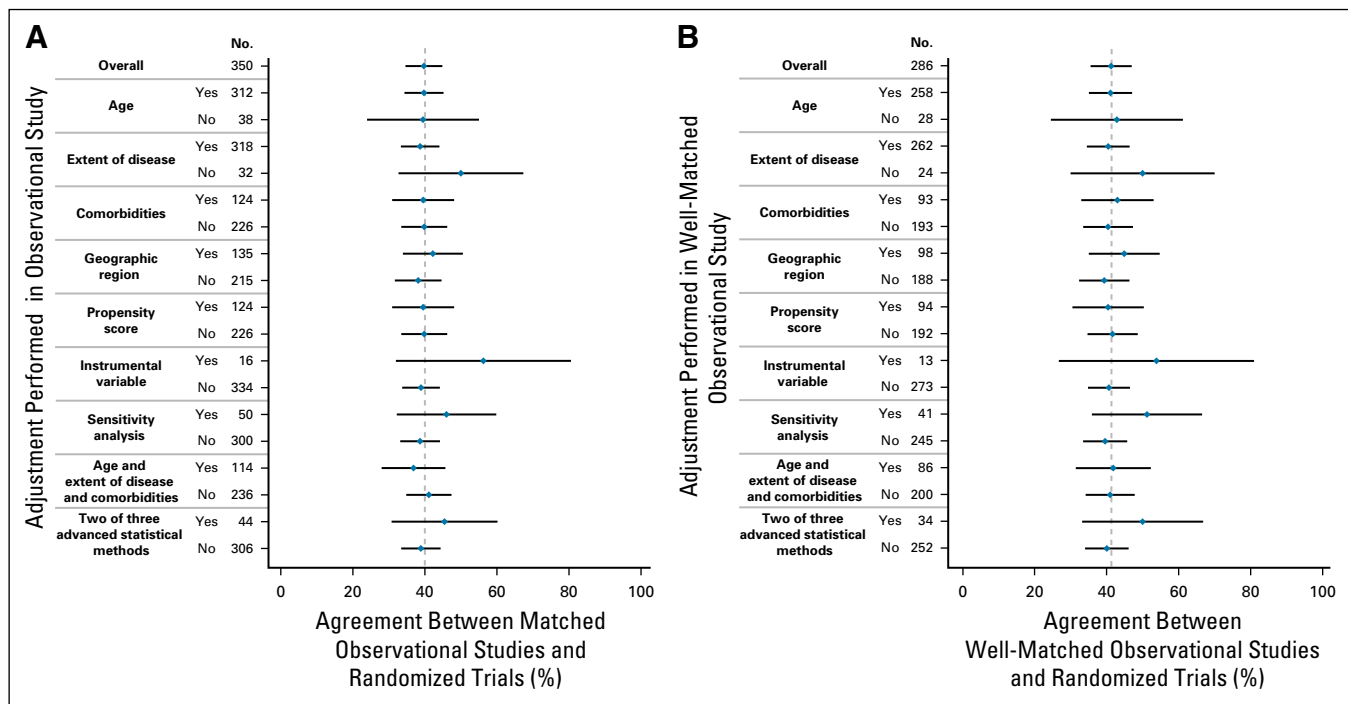 A
No.
Overall 350
Age Yes 312
No 38
Extent of disease Yes 318
No 32
Comorbidities Yes 124
No 226
Geographic
region
Yes 135
No 215
Propensity
score
Yes 124
No 226
Instrumental
variable
Yes 16
No 334
Sensitivity
analysis
Yes 50
No 300
Age and
extent of disease
and comorbidities
Yes 114
No 236
Two of three
advanced statistical
methods
Yes 44
No 306
Adjustment Performed in Observational Study
0 20 40 60 80 100
Agreement Between Matched
Observational Studies and
Randomized Trials (%)
B
No.
Overall 286
Age Yes 258
No 28
Extent of disease Yes 262
No 24
Comorbidities Yes 93
No 193
Geographic
region
Yes 98
No 188
Propensity
score
Yes 94
No 192
Instrumental
variable
Yes 13
No 273
Sensitivity
analysis
Yes 41
No 245
Age and
extent of disease
and comorbidities
Yes 86
No 200
Two of three
advanced statistical
methods
Yes 34
No 252
Adjustment Performed in Well-Matched
Observational Study
0 20 40 60 80 100
Agreement Between
Well-Matched Observational Studies
and Randomized Trials (%)